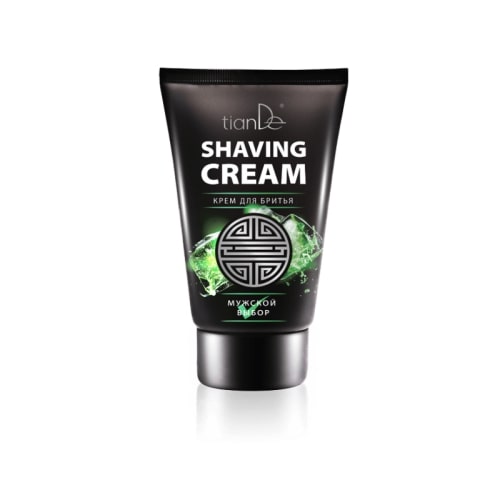 tianDe®
SHAVING
CREAM
КРЕМ ДЛЯ БРИТЬЯ
МУЖСКОЙ
ВЫБОР